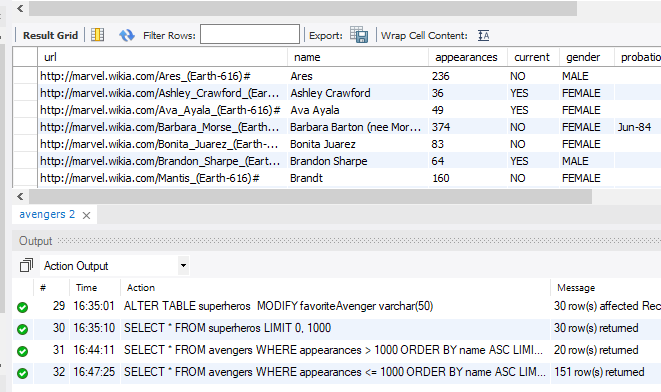 Result Grid Filter Rows: Export: Wrap Cell Content:
url name appearances current gender probatio
http://marvel.wikia.com/Ares_(Earth-616)# Ares 236 NO MALE
http://marvel.wikia.com/Ashley_Crawford_(Ear... Ashley Crawford 36 YES FEMALE
http://marvel.wikia.com/Ava_Ayala_(Earth-616)# Ava Ayala 49 YES FEMALE
http://marvel.wikia.com/Barbara_Morse_(Earth... Barbara Barton (nee Mor... 374 NO FEMALE Jun-84
http://marvel.wikia.com/Bonita_Juarez_(Earth-... Bonita Juarez 83 NO FEMALE
http://marvel.wikia.com/Brandon_Sharpe_(Eart... Brandon Sharpe 64 YES MALE
http://marvel.wikia.com/Mantis_(Earth-616)# Brandt 160 NO FEMALE
avengers 2
Output
Action Output
# Time Action Message
29 16:35:01 ALTER TABLE superheros MODIFY favoriteAvenger varchar(50) 30 row(s) affected Rec
30 16:35:10 SELECT * FROM superheros LIMIT 0, 1000 30 row(s) returned
31 16:44:11 SELECT * FROM avengers WHERE appearances > 1000 ORDER BY name ASC LIMI... 20 row(s) returned
32 16:47:25 SELECT * FROM avengers WHERE appearances <= 1000 ORDER BY name ASC LIMI... 151 row(s) returned